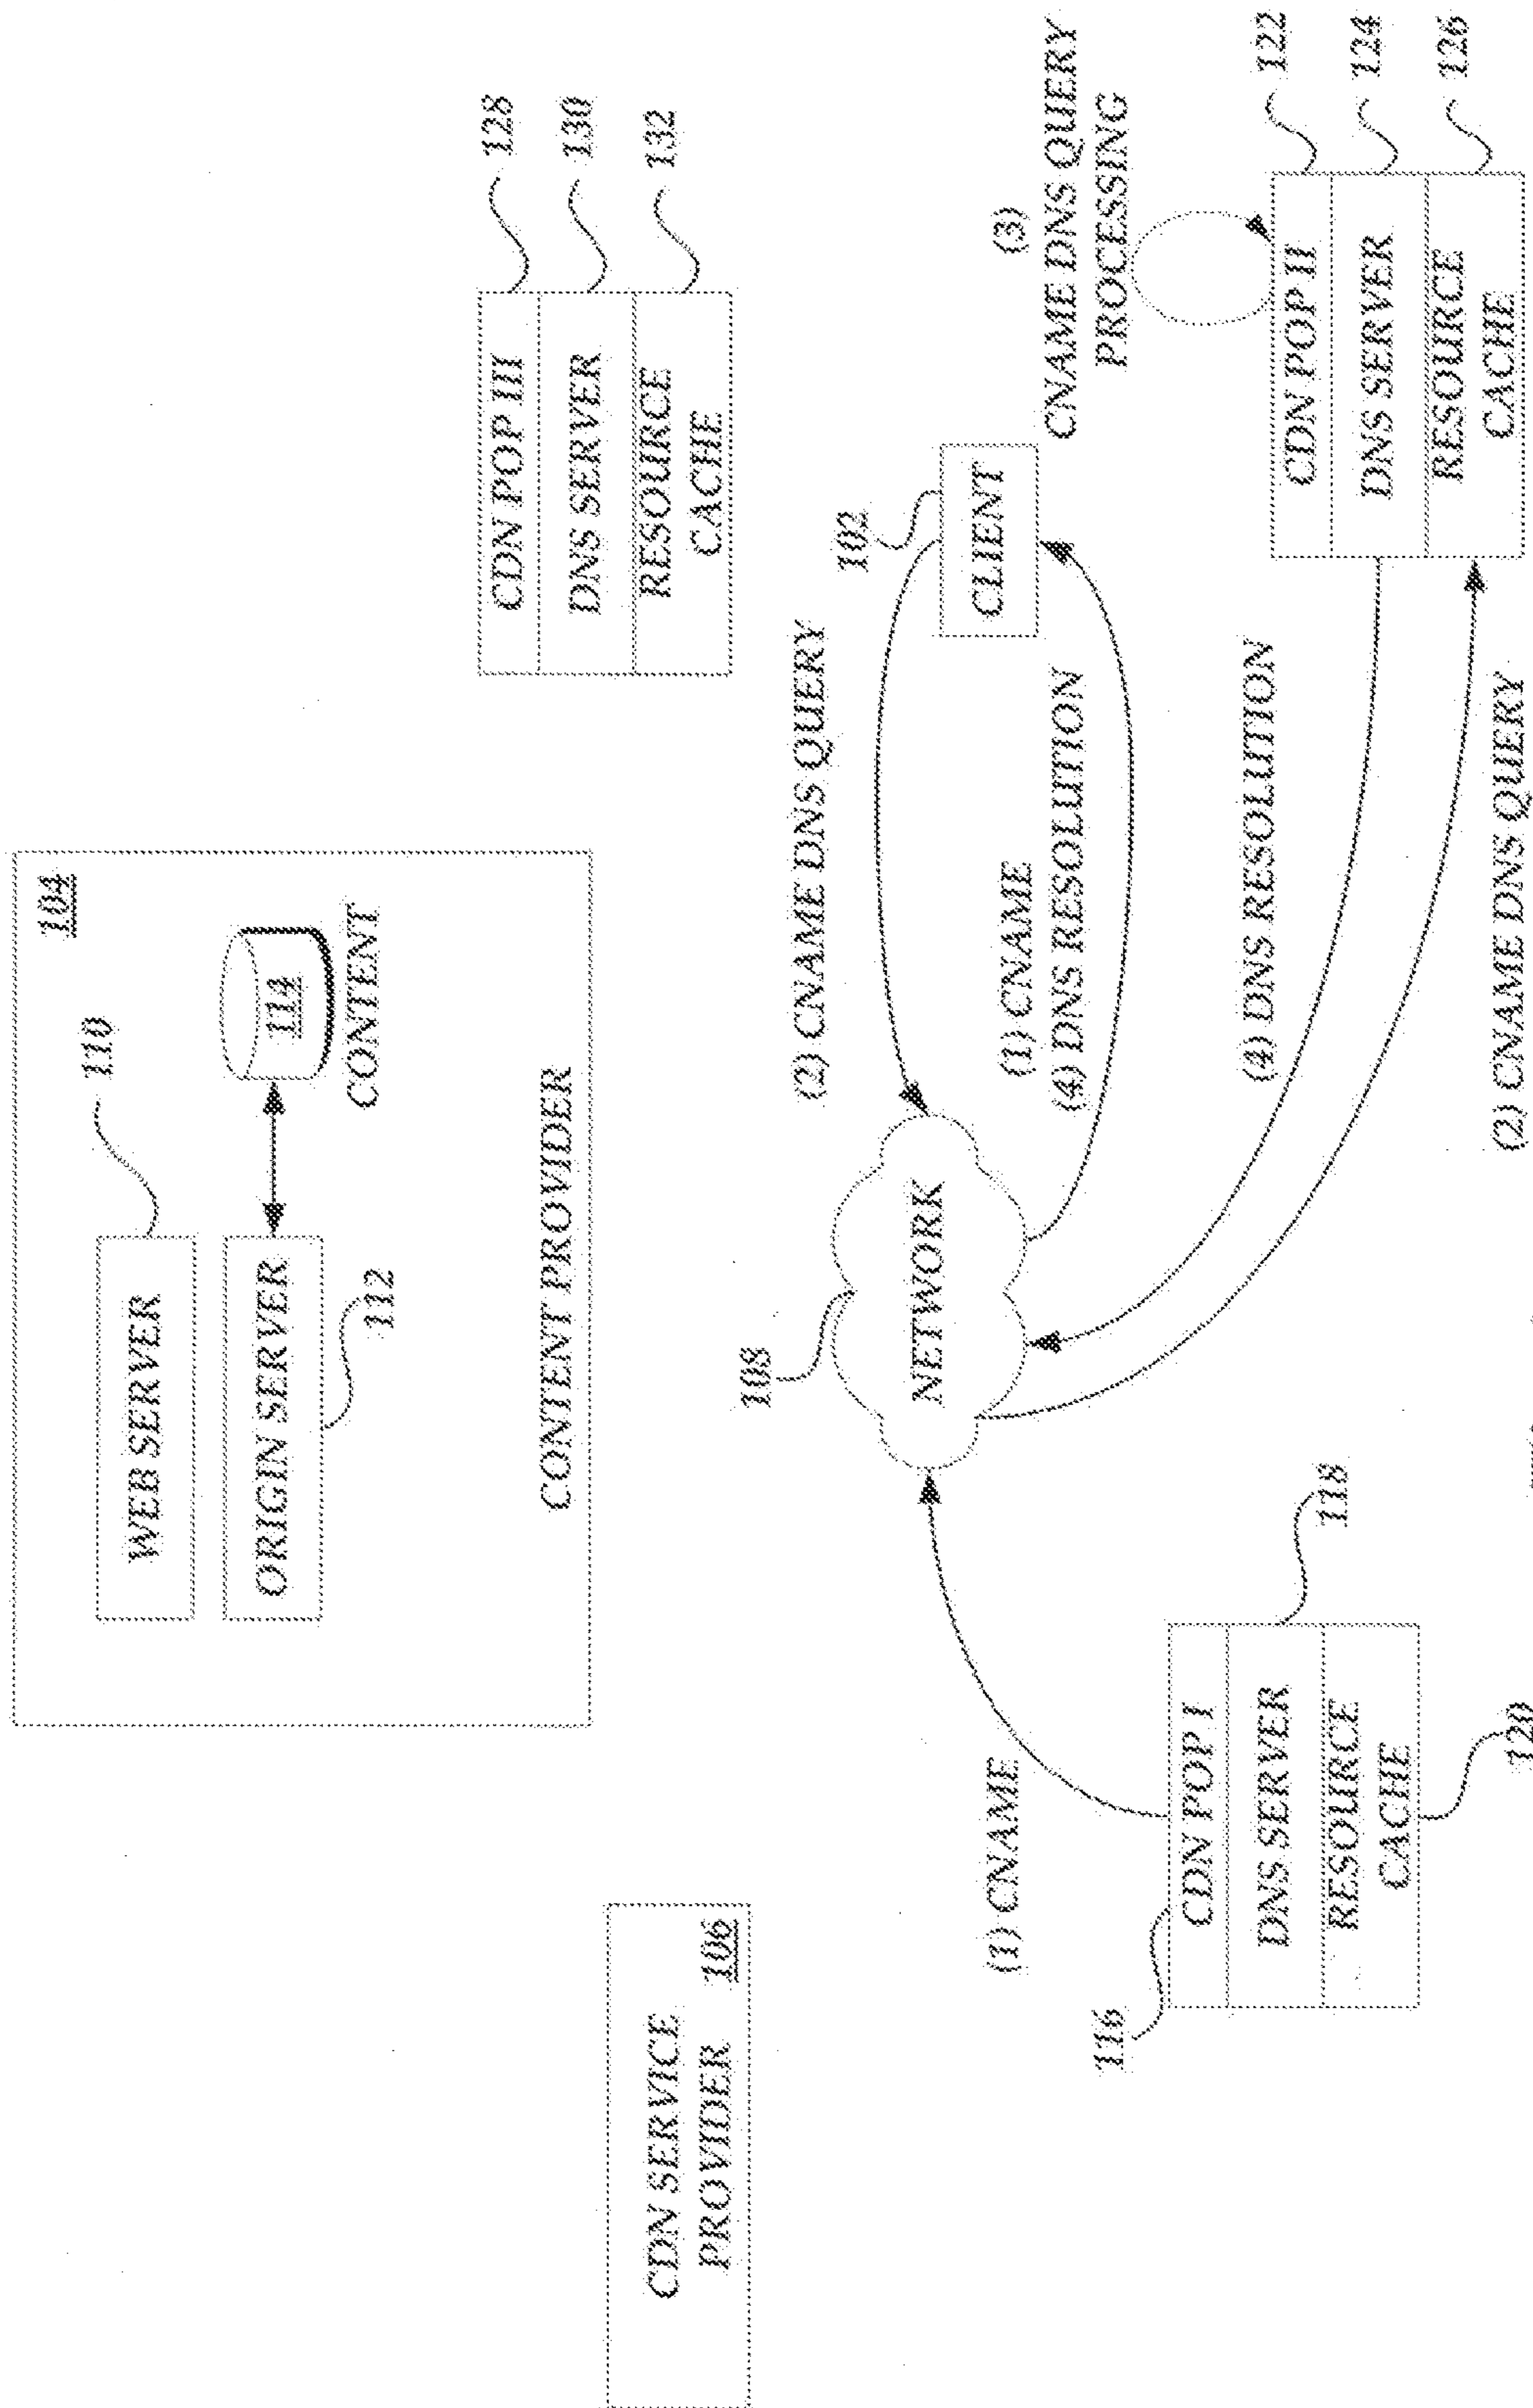 104
WEB SERVER
110
ORIGIN SERVER
114
112
CONTENT
CONTENT PROVIDER
CDN SERVICE
PROVIDER
106
CDN POP III
128
DNS SERVER
130
RESOURCE
CACHE
132
108
NETWORK
(2) CNAME DNS QUERY
102
CLIENT
(1) CNAME
(4) DNS RESOLUTION
(3)
CNAME DNS QUERY
PROCESSING
(1) CNAME
116
CDN POP I
DNS SERVER
118
RESOURCE
CACHE
120
(4) DNS RESOLUTION
CDN POP II
122
DNS SERVER
124
RESOURCE
CACHE
126
(2) CNAME DNS QUERY